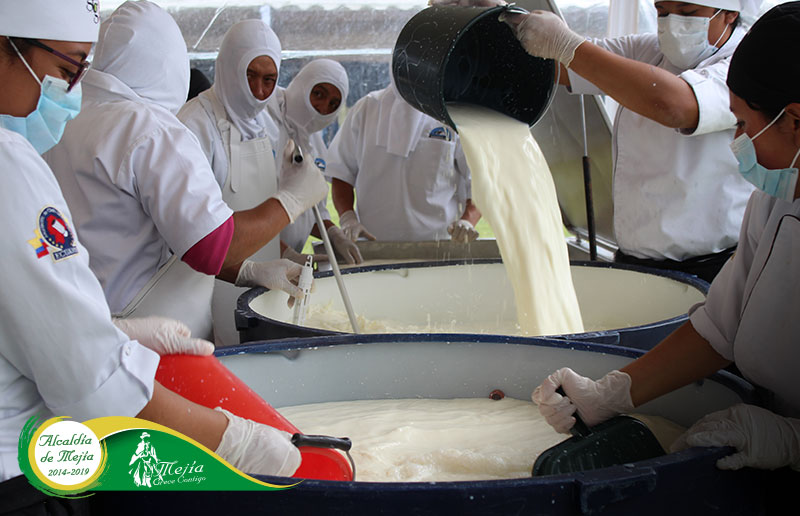 Alcaldía
de Mejía
2014-2019
Mejía
Crece Contigo